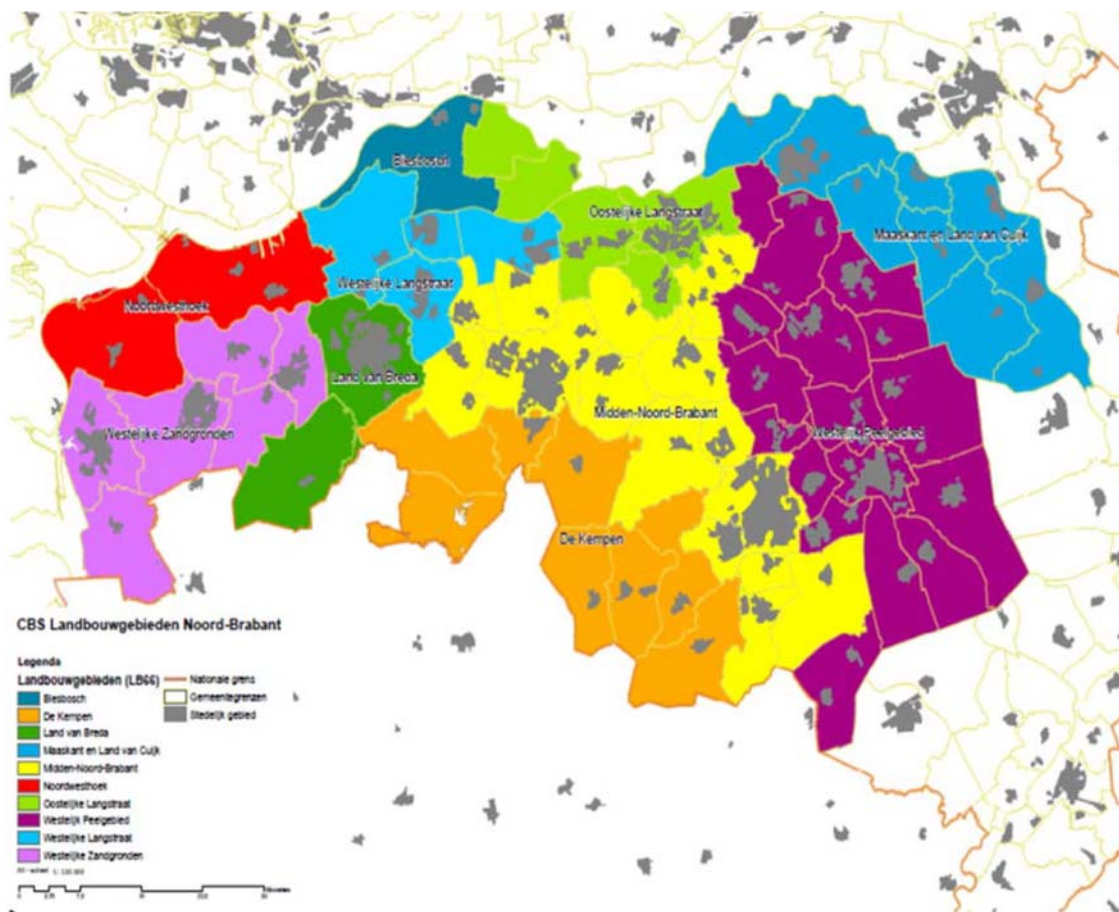 Biesbosch
Oostelijke Langstraat
Maaskant en Land van Cuijk
Westelijke Langstraat
Noordwesthoek
Land van Breda
Midden-Noord-Brabant
Westelijke Zandgronden
Westelijk Peelgebied
De Kempen
CBS Landbouwgebieden Noord-Brabant
Legenda
Landbouwgebieden (LB66)
Biesbosch
De Kempen
Land van Breda
Maaskant en Land van Cuijk
Midden-Noord-Brabant
Noordwesthoek
Oostelijke Langstraat
Westelijk Peelgebied
Westelijke Langstraat
Westelijke Zandgronden
Nationale grens
Gemeentegrenzen
Stedelijk gebied